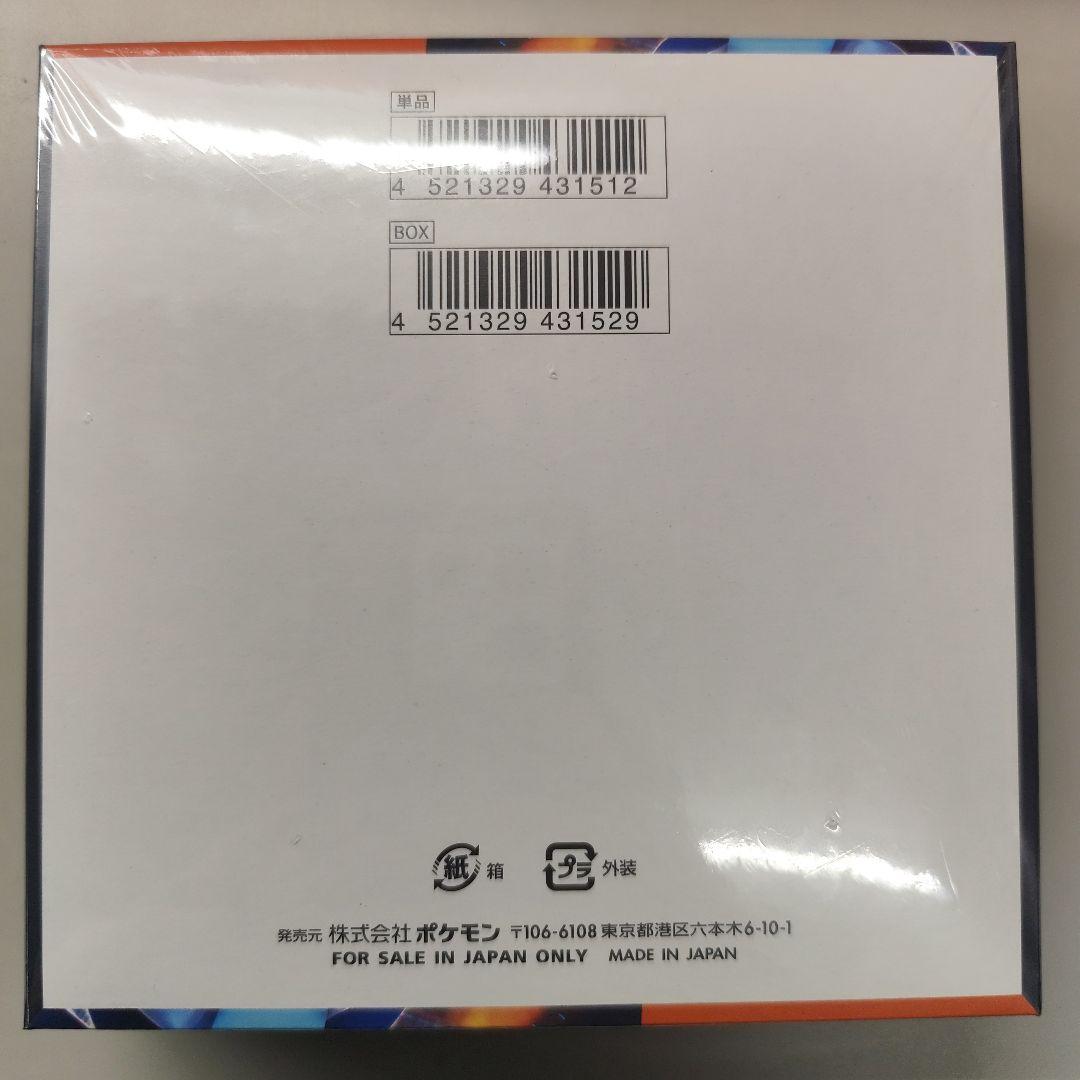 単品
4 521329 431512
BOX
4 521329 431529
紙 箱 プラ 外装
発売元 株式会社 ポケモン 〒106-6108 東京都港区六本木6-10-1
FOR SALE IN JAPAN ONLY MADE IN JAPAN